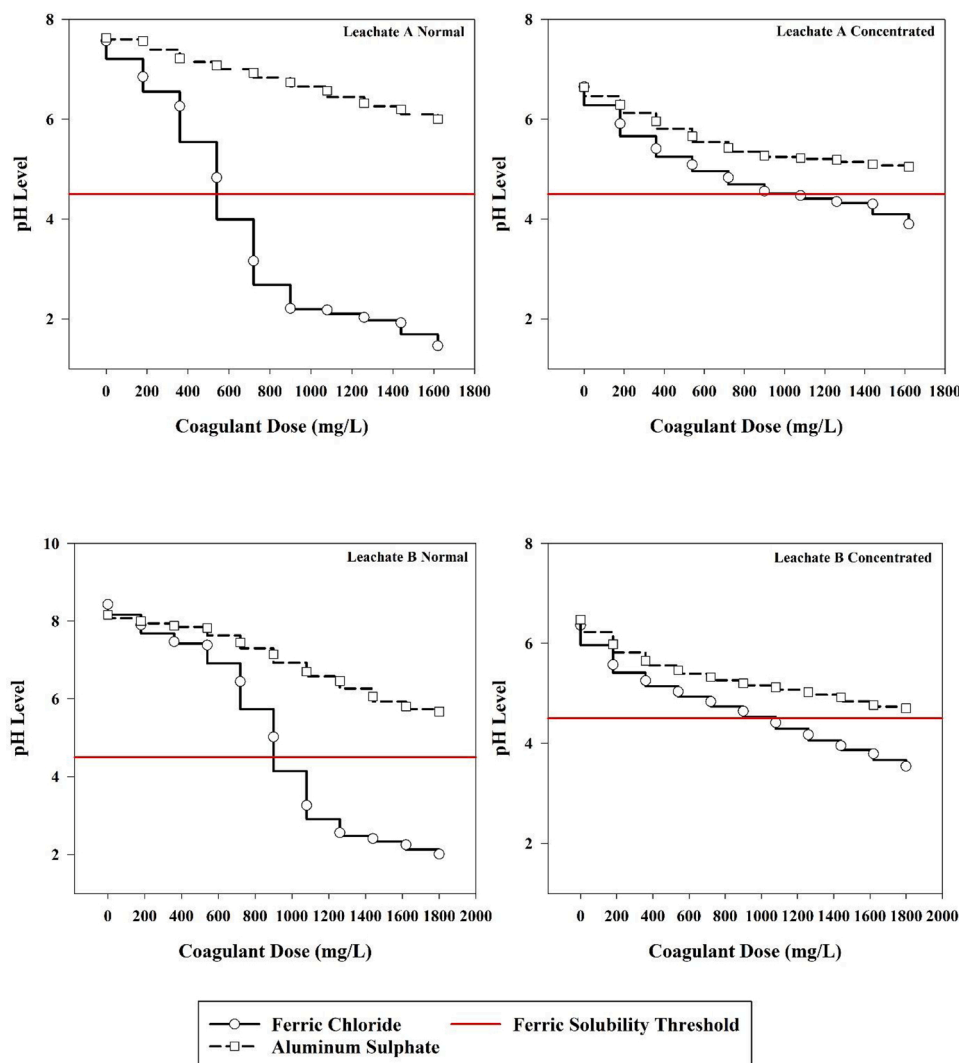 Leachate A Normal
8
6
4
2
pH Level
0 200 400 600 800 1000 1200 1400 1600 1800
Coagulant Dose (mg/L)
Leachate A Concentrated
8
6
4
2
pH Level
0 200 400 600 800 1000 1200 1400 1600 1800
Coagulant Dose (mg/L)
Leachate B Normal
10
8
6
4
2
pH Level
0 200 400 600 800 1000 1200 1400 1600 1800 2000
Coagulant Dose (mg/L)
Leachate B Concentrated
8
6
4
2
pH Level
0 200 400 600 800 1000 1200 1400 1600 1800 2000
Coagulant Dose (mg/L)
Ferric Chloride
Ferric Solubility Threshold
Aluminum Sulphate